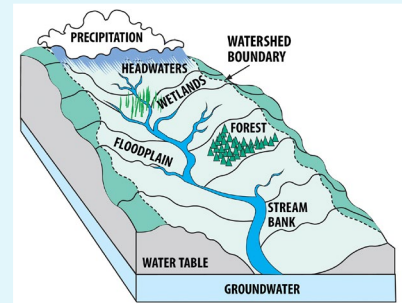 PRECIPITATION
WATERSHED
BOUNDARY
HEADWATERS
WETLANDS
FOREST
FLOODPLAIN
STREAM
BANK
WATER TABLE
GROUNDWATER